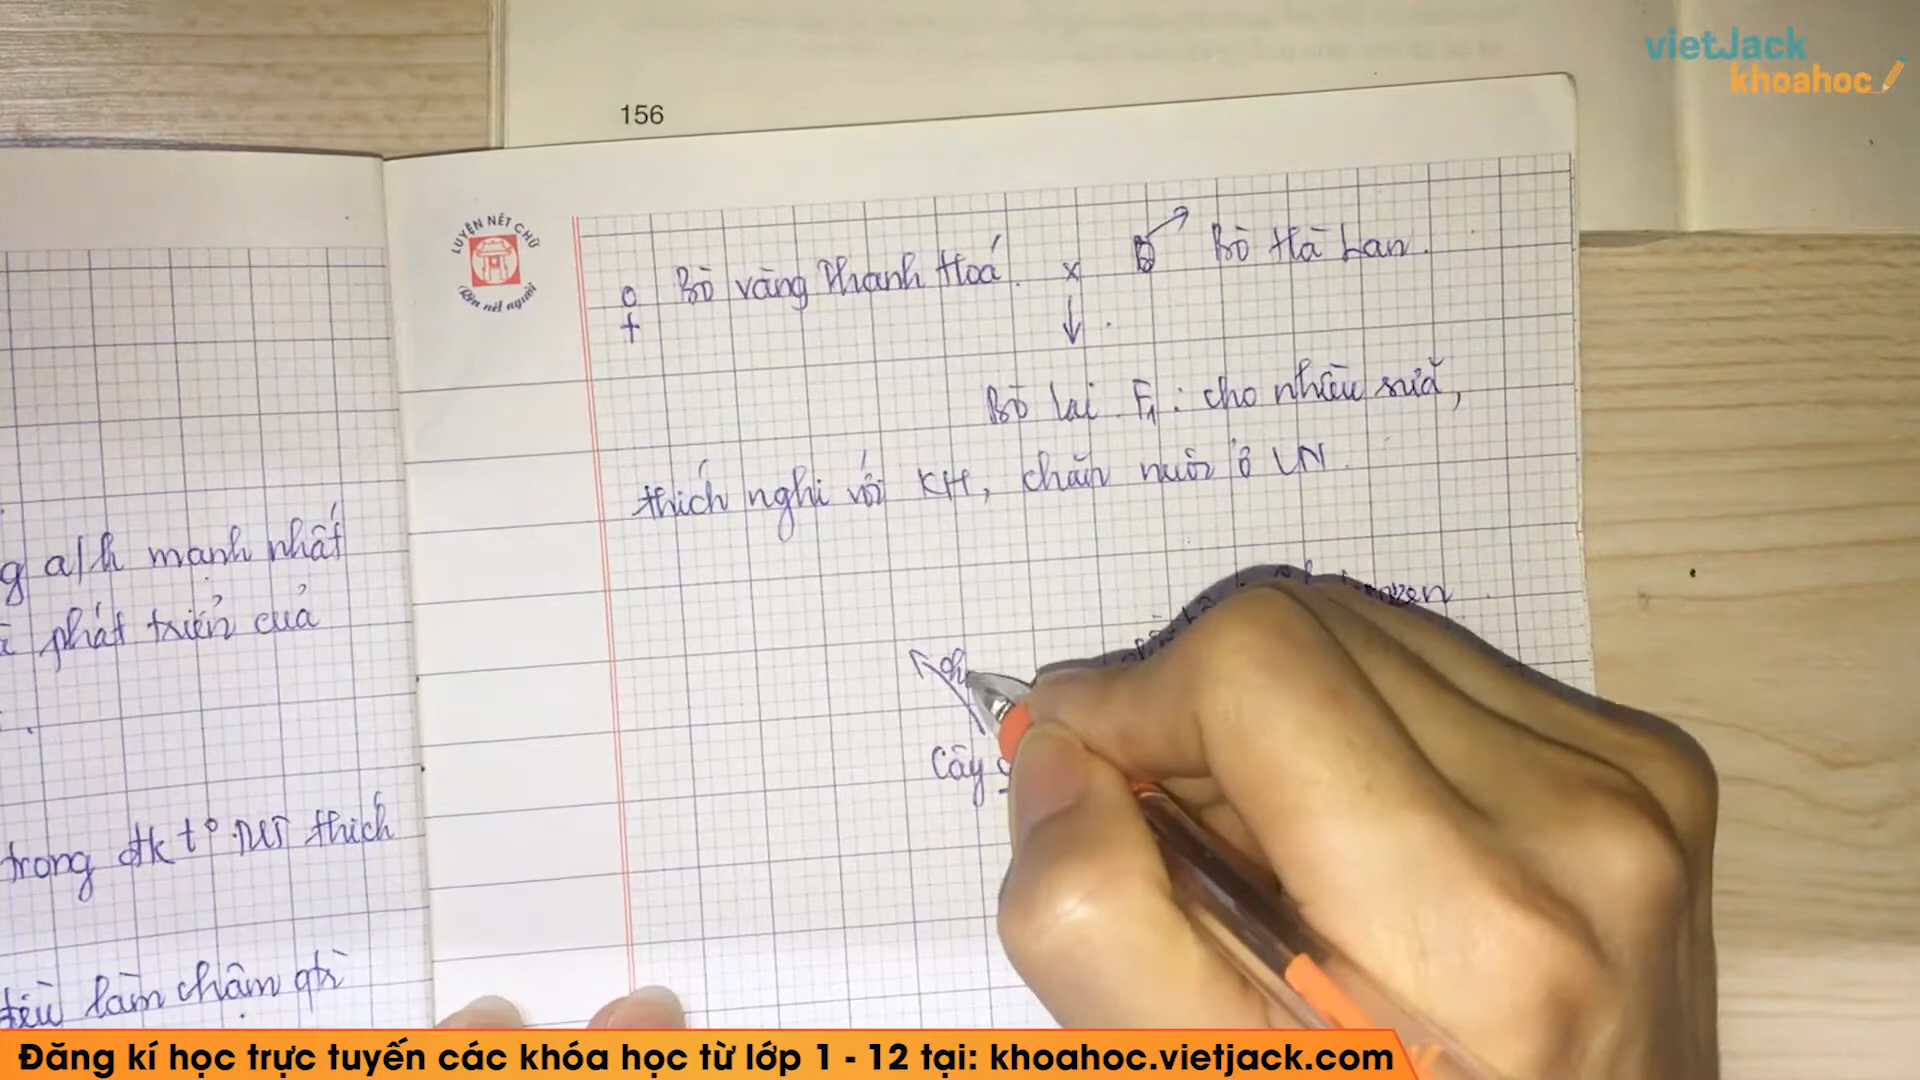 vietJack
khoahoc
156
LUYỆN NÉT CHỮ
Rèn nết người
♀ Bò vàng Thanh Hoá. x ♂ Bò Hà Lan.
↓
Bò lai F1: cho nhiều sữa,
thích nghi với KH, chăn nuôi ở VN.
Cây
g a/h mạnh nhất
phát triển của
trong đk t° nơi thích
làm chậm qtr
Đăng kí học trực tuyến các khóa học từ lớp 1 - 12 tại: khoahoc.vietjack.com